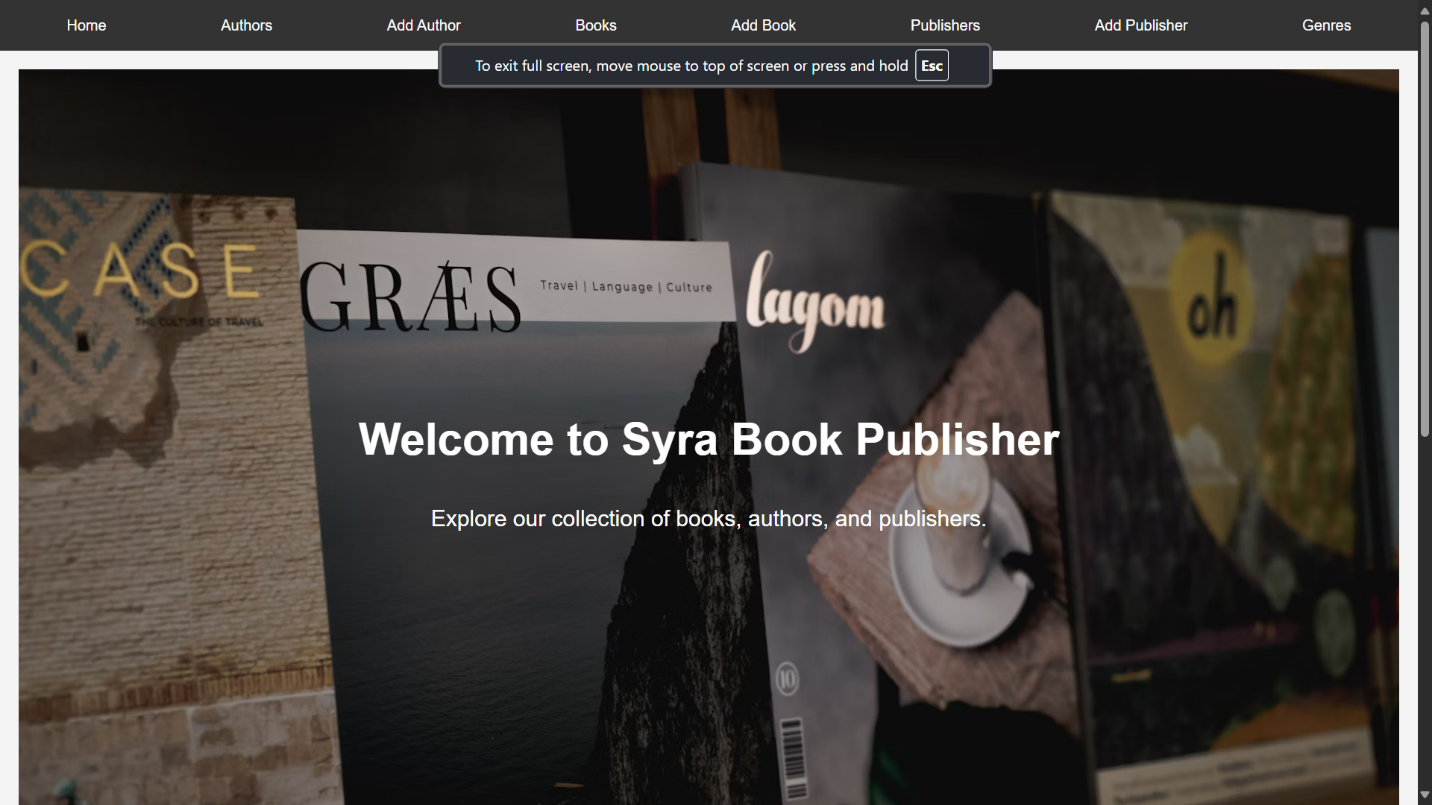 Home Authors Add Author Books Add Book Publishers Add Publisher Genres
To exit full screen, move mouse to top of screen or press and hold Esc
CASE
THE CULTURE OF TRAVEL
GRÆS
Travel | Language | Culture
lagom
oh
Welcome to Syra Book Publisher
Explore our collection of books, authors, and publishers.
10